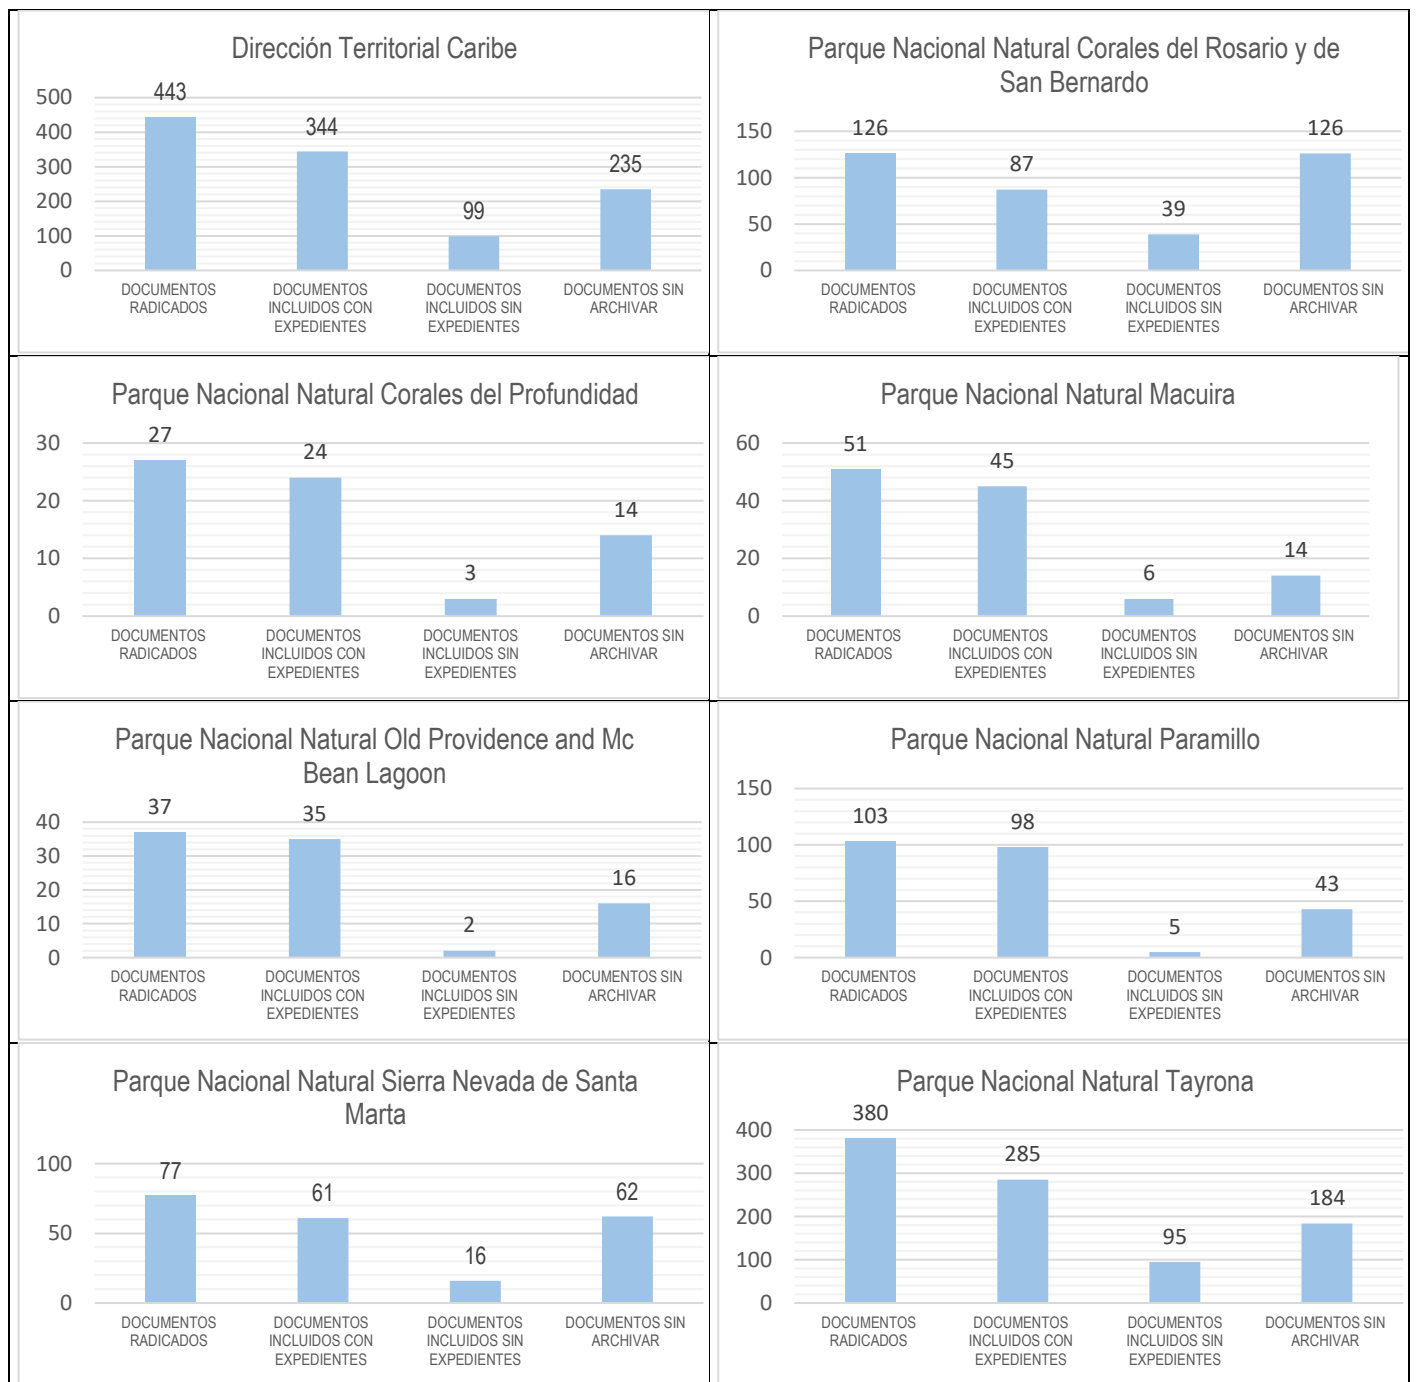 Dirección Territorial Caribe
500
400
300
200
100
0
443
344
99
235
DOCUMENTOS
RADICADOS
DOCUMENTOS
INCLUIDOS CON
EXPEDIENTES
DOCUMENTOS
INCLUIDOS SIN
EXPEDIENTES
DOCUMENTOS SIN
ARCHIVAR
Parque Nacional Natural Corales del Rosario y de
San Bernardo
150
100
50
0
126
87
39
126
DOCUMENTOS
RADICADOS
DOCUMENTOS
INCLUIDOS CON
EXPEDIENTES
DOCUMENTOS
INCLUIDOS SIN
EXPEDIENTES
DOCUMENTOS SIN
ARCHIVAR
Parque Nacional Natural Corales del Profundidad
30
20
10
0
27
24
3
14
DOCUMENTOS
RADICADOS
DOCUMENTOS
INCLUIDOS CON
EXPEDIENTES
DOCUMENTOS
INCLUIDOS SIN
EXPEDIENTES
DOCUMENTOS SIN
ARCHIVAR
Parque Nacional Natural Macuira
60
40
20
0
51
45
6
14
DOCUMENTOS
RADICADOS
DOCUMENTOS
INCLUIDOS CON
EXPEDIENTES
DOCUMENTOS
INCLUIDOS SIN
EXPEDIENTES
DOCUMENTOS SIN
ARCHIVAR
Parque Nacional Natural Old Providence and Mc
Bean Lagoon
40
30
20
10
0
37
35
2
16
DOCUMENTOS
RADICADOS
DOCUMENTOS
INCLUIDOS CON
EXPEDIENTES
DOCUMENTOS
INCLUIDOS SIN
EXPEDIENTES
DOCUMENTOS SIN
ARCHIVAR
Parque Nacional Natural Paramillo
150
100
50
0
103
98
5
43
DOCUMENTOS
RADICADOS
DOCUMENTOS
INCLUIDOS CON
EXPEDIENTES
DOCUMENTOS
INCLUIDOS SIN
EXPEDIENTES
DOCUMENTOS SIN
ARCHIVAR
Parque Nacional Natural Sierra Nevada de Santa
Marta
100
50
0
77
61
16
62
DOCUMENTOS
RADICADOS
DOCUMENTOS
INCLUIDOS CON
EXPEDIENTES
DOCUMENTOS
INCLUIDOS SIN
EXPEDIENTES
DOCUMENTOS SIN
ARCHIVAR
Parque Nacional Natural Tayrona
400
300
200
100
0
380
285
95
184
DOCUMENTOS
RADICADOS
DOCUMENTOS
INCLUIDOS CON
EXPEDIENTES
DOCUMENTOS
INCLUIDOS SIN
EXPEDIENTES
DOCUMENTOS SIN
ARCHIVAR